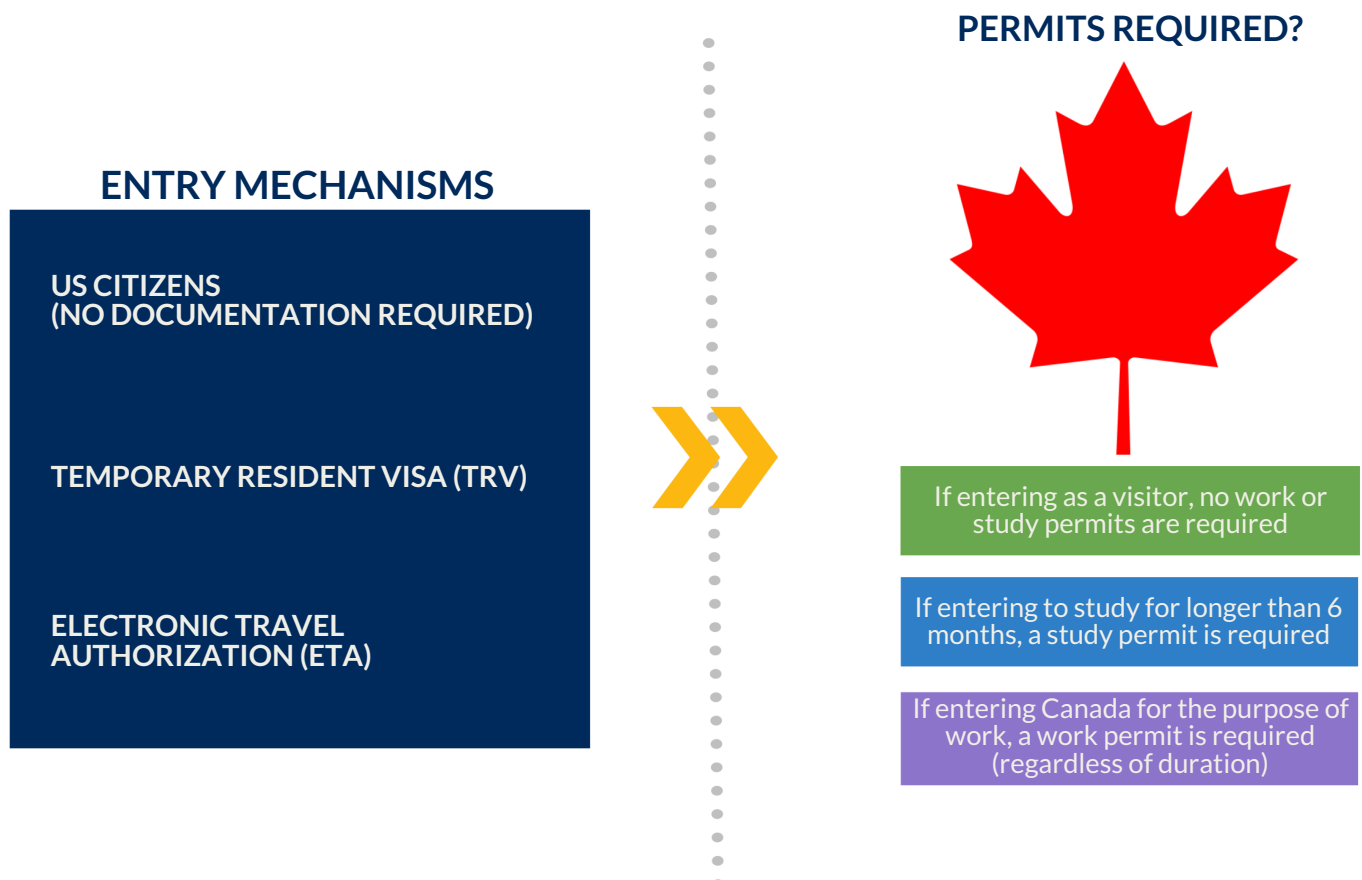 ENTRY MECHANISMS
US CITIZENS
(NO DOCUMENTATION REQUIRED)
TEMPORARY RESIDENT VISA (TRV)
ELECTRONIC TRAVEL
AUTHORIZATION (ETA)
PERMITS REQUIRED?
If entering as a visitor, no work or
study permits are required
If entering to study for longer than 6
months, a study permit is required
If entering Canada for the purpose of
work, a work permit is required
(regardless of duration)